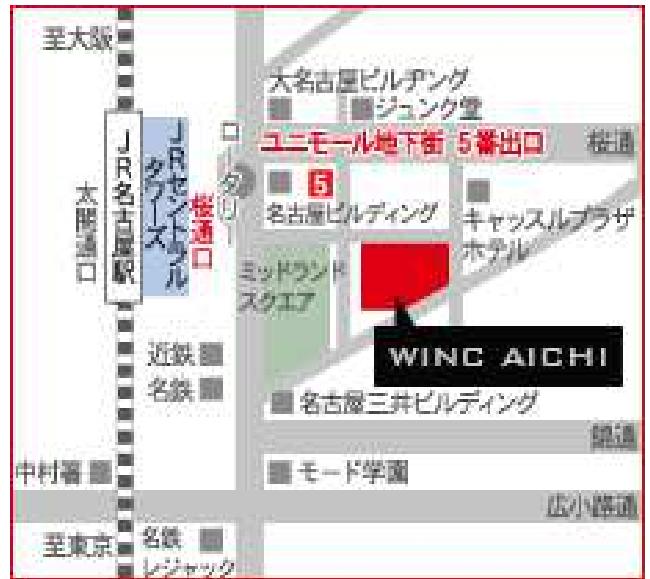 至大阪
大名古屋ビルヂング
ジュンク堂
ユニモール地下街 5番出口
桜通
JR名古屋駅
JRセントラル
タワーズ
ロータリー
桜通口
太閤通口
5
名古屋ビルディング
キャッスルプラザ
ホテル
ミッドランド
スクエア
WINC AICHI
近鉄
名鉄
名古屋三井ビルディング
錦通
中村署
モード学園
広小路通
至東京
名鉄
レジャック